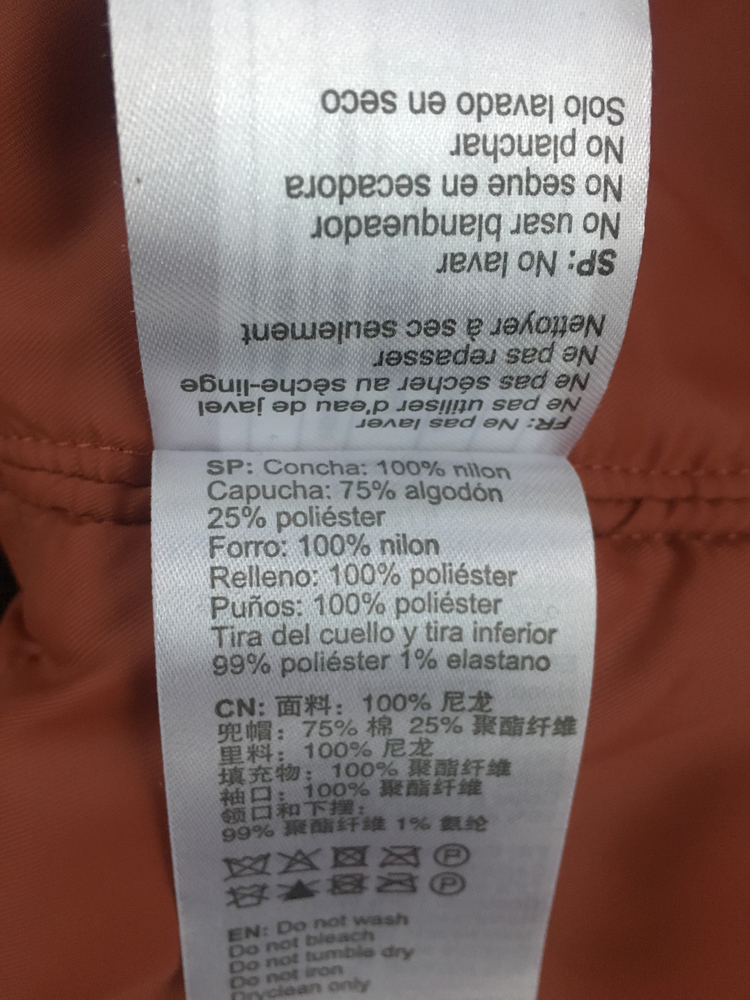 SP: Concha: 100% nilon
Capucha: 75% algodón
25% poliéster
Forro: 100% nilon
Relleno: 100% poliéster
Puños: 100% poliéster
Tira del cuello y tira inferior
99% poliéster 1% elastano
CN: 面料：100% 尼龙
兜帽：75% 棉 25% 聚酯纤维
里料：100% 尼龙
填充物：100% 聚酯纤维
袖口：100% 聚酯纤维
领口和下摆：
99% 聚酯纤维 1% 氨纶
P
P
EN: Do not wash
Do not bleach
Do not tumble dry
Do not iron
Dryclean only
FR: Ne pas laver
Ne pas utiliser d'eau de javel
Ne pas sécher au sèche-linge
Ne pas repasser
Nettoyer à sec seulement
SP: No lavar
No usar blanqueador
No seque en secadora
No planchar
Solo lavado en seco